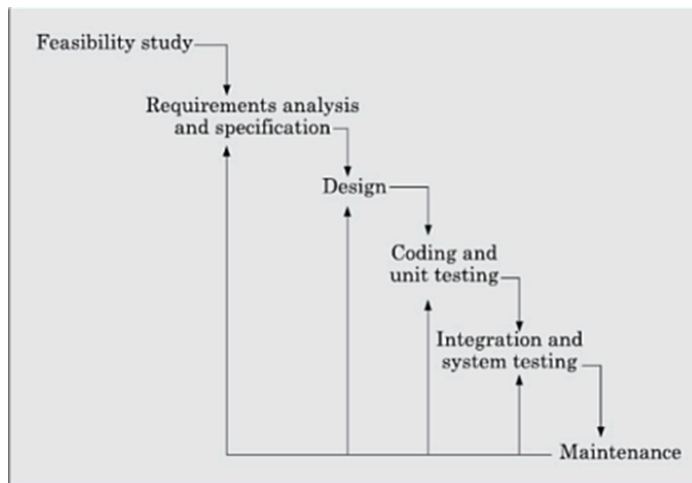 Feasibility study
Requirements analysis
and specification
Design
Coding and
unit testing
Integration and
system testing
Maintenance